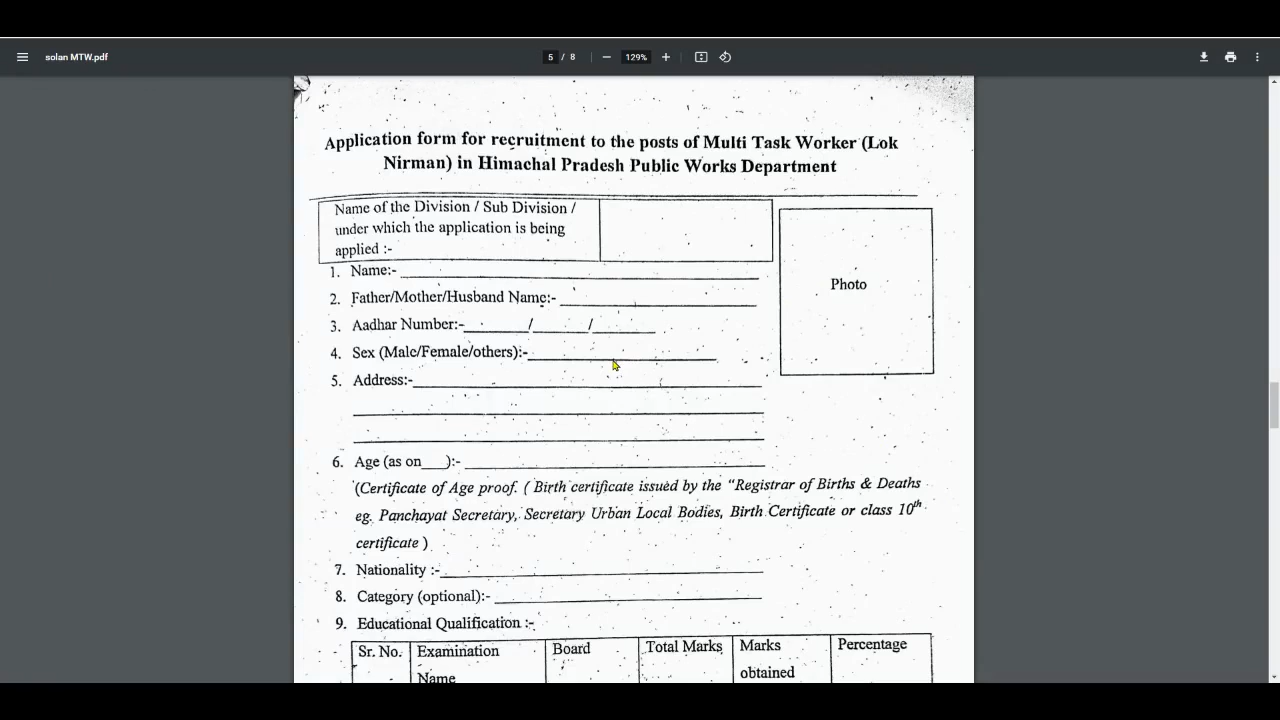 solan MTW.pdf
5 / 8
129%
Application form for recruitment to the posts of Multi Task Worker (Lok
Nirman) in Himachal Pradesh Public Works Department
Name of the Division / Sub Division /
under which the application is being
applied :-
Photo
1. Name:-
2. Father/Mother/Husband Name:-
3. Aadhar Number:-______/______/______
4. Sex (Male/Female/others):-
5. Address:-
6. Age (as on___):-
(Certificate of Age proof. ( Birth certificate issued by the "Registrar of Births & Deaths
eg. Panchayat Secretary, Secretary Urban Local Bodies, Birth Certificate or class 10th
certificate )
7. Nationality :-
8. Category (optional):-
9. Educational Qualification :-
Sr. No. Examination Board Total Marks Marks Percentage
Name obtained